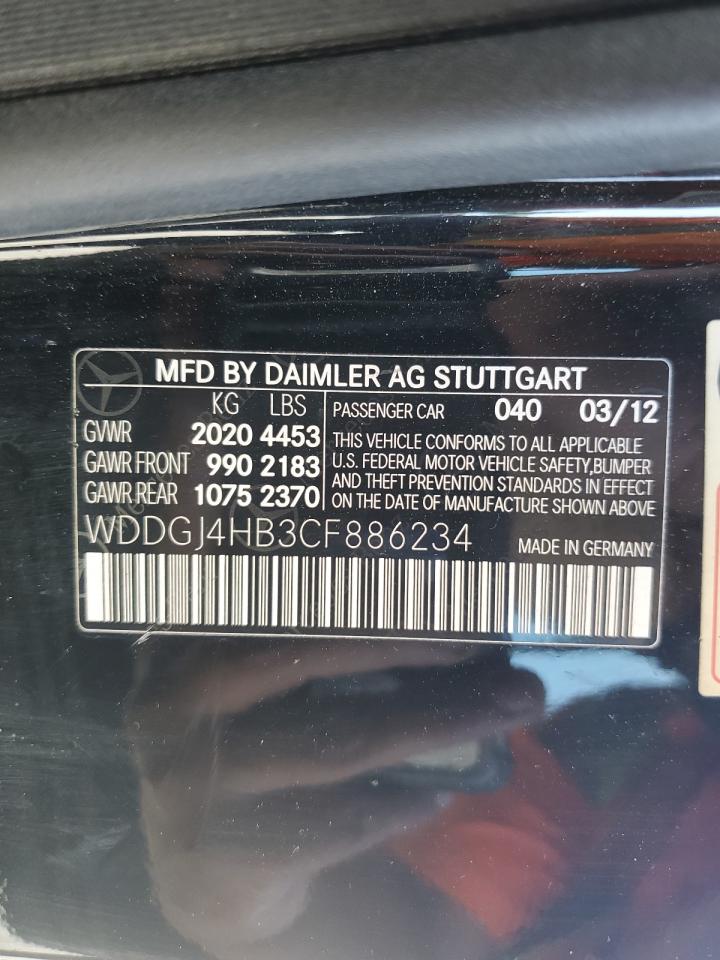 MFD BY DAIMLER AG STUTTGART
KG LBS
GVWR 2020 4453
GAWR FRONT 990 2183
GAWR REAR 1075 2370
PASSENGER CAR 040 03/12
THIS VEHICLE CONFORMS TO ALL APPLICABLE
U.S. FEDERAL MOTOR VEHICLE SAFETY,BUMPER
AND THEFT PREVENTION STANDARDS IN EFFECT
ON THE DATE OF MANUFACTURE SHOWN ABOVE
WDDGJ4HB3CF886234
MADE IN GERMANY